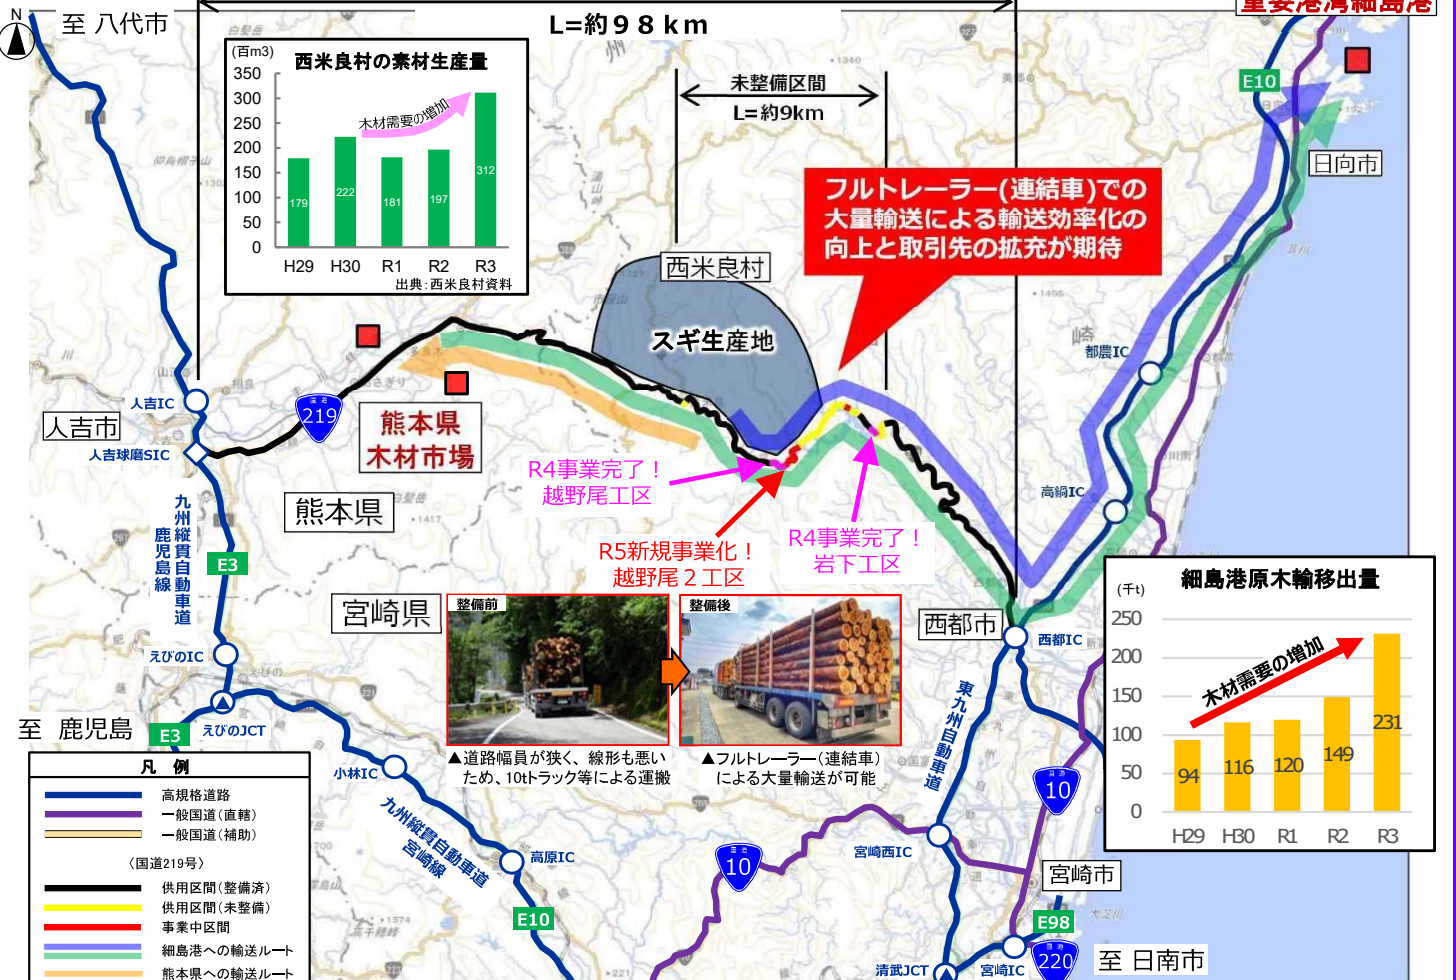 N
至 八代市
L=約98km
重要港湾細島港
(百m3)
西米良村の素材生産量
350
300
250
200
150
100
50
0
木材需要の増加
179
222
181
197
312
H29
H30
R1
R2
R3
出典:西米良村資料
未整備区間
L=約9km
E10
日向市
フルトレーラー(連結車)での
大量輸送による輸送効率化の
向上と取引先の拡充が期待
西米良村
スギ生産地
都農IC
高鍋IC
人吉IC
人吉市
人吉球磨SIC
国道
219
熊本県
木材市場
熊本県
宮崎県
九州縦貫自動車道
鹿児島線
E3
R4事業完了!
越野尾工区
R5新規事業化!
越野尾2工区
R4事業完了!
岩下工区
整備前
整備後
▲道路幅員が狭く、線形も悪い
ため、10tトラック等による運搬
▲フルトレーラー(連結車)
による大量輸送が可能
西都市
西都IC
東九州自動車道
細島港原木輸移出量
(千t)
250
200
150
100
50
0
木材需要の増加
94
116
120
149
231
H29
H30
R1
R2
R3
えびのIC
えびのJCT
至 鹿児島
E3
小林IC
九州縦貫自動車道
宮崎線
高原IC
E10
国道
10
国道
10
宮崎西IC
宮崎市
E98
国道
220
至 日南市
清武JCT
宮崎IC
凡 例
高規格道路
一般国道(直轄)
一般国道(補助)
〈国道219号〉
供用区間(整備済)
供用区間(未整備)
事業中区間
細島港への輸送ルート
熊本県への輸送ルート